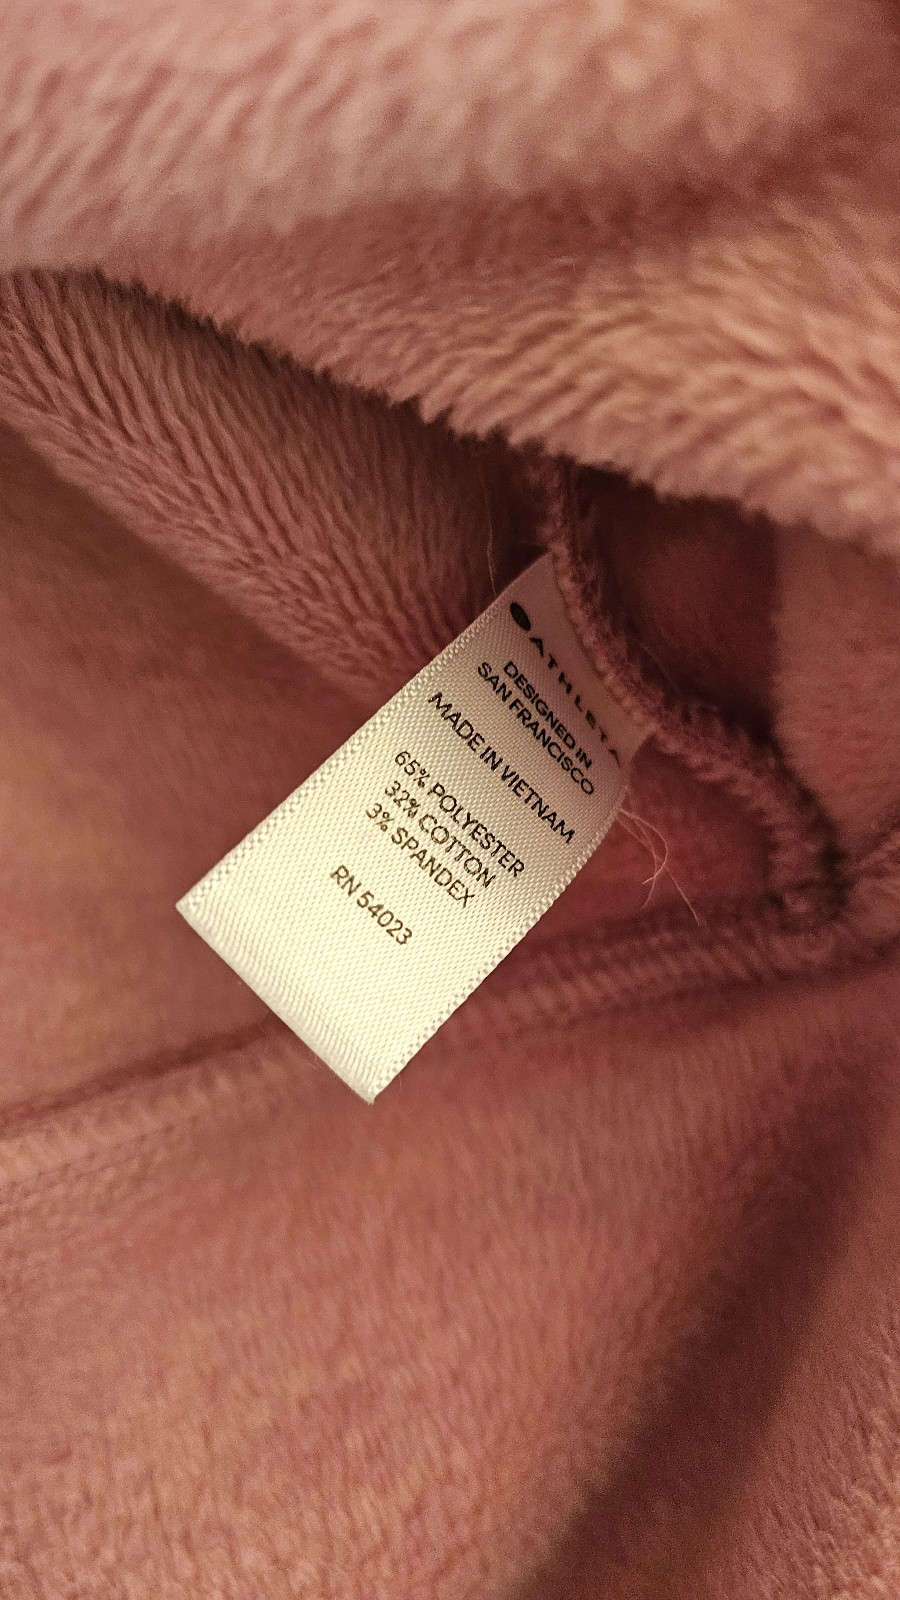 ATHLETA
DESIGNED IN
SAN FRANCISCO
MADE IN VIETNAM
65% POLYESTER
32% COTTON
3% SPANDEX
RN 54023